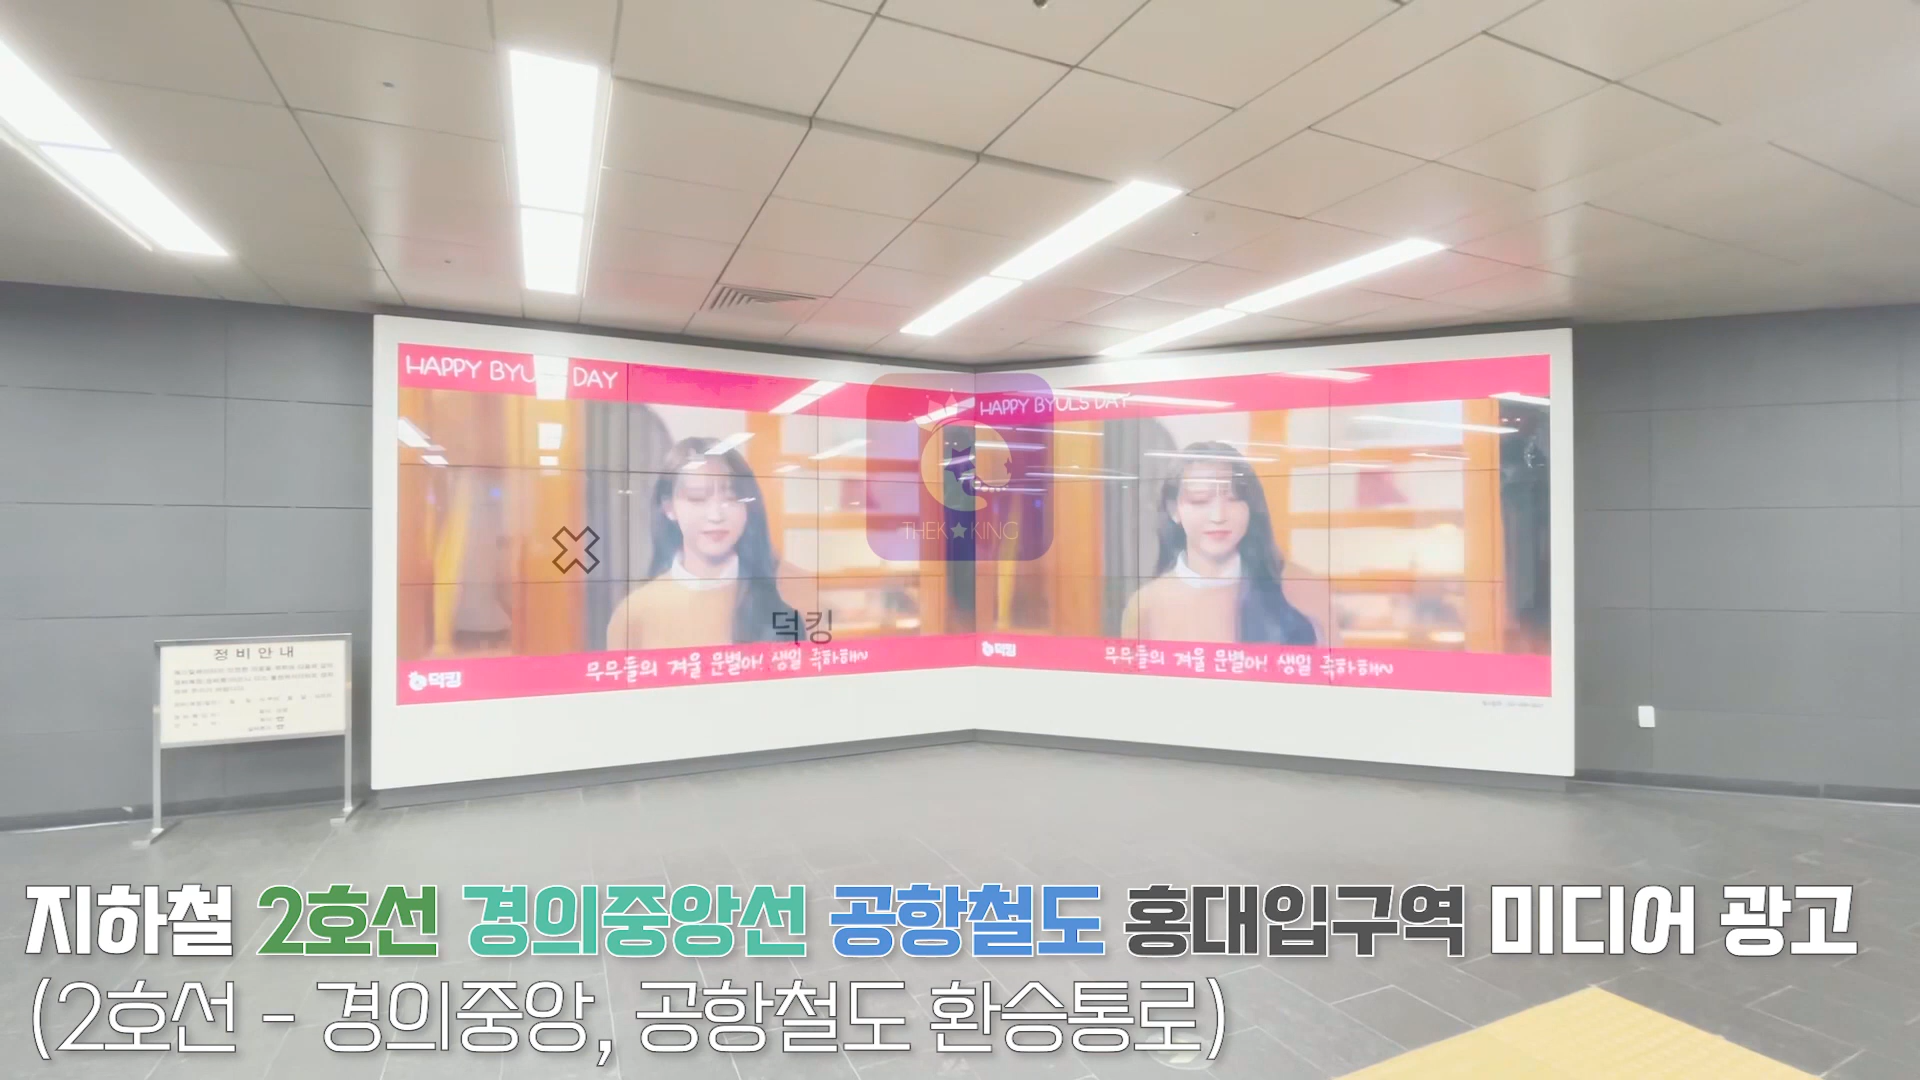 HAPPY BYUL DAY
HAPPY BYULS DAY
THEK★KING
덕킹
무무들의 겨울 문별아! 생일 축하해~
덕킹
무무들의 겨울 문별아! 생일 축하해~
덕킹
정비안내
지하철 2호선 경의중앙선 공항철도 홍대입구역 미디어 광고
(2호선 - 경의중앙, 공항철도 환승통로)